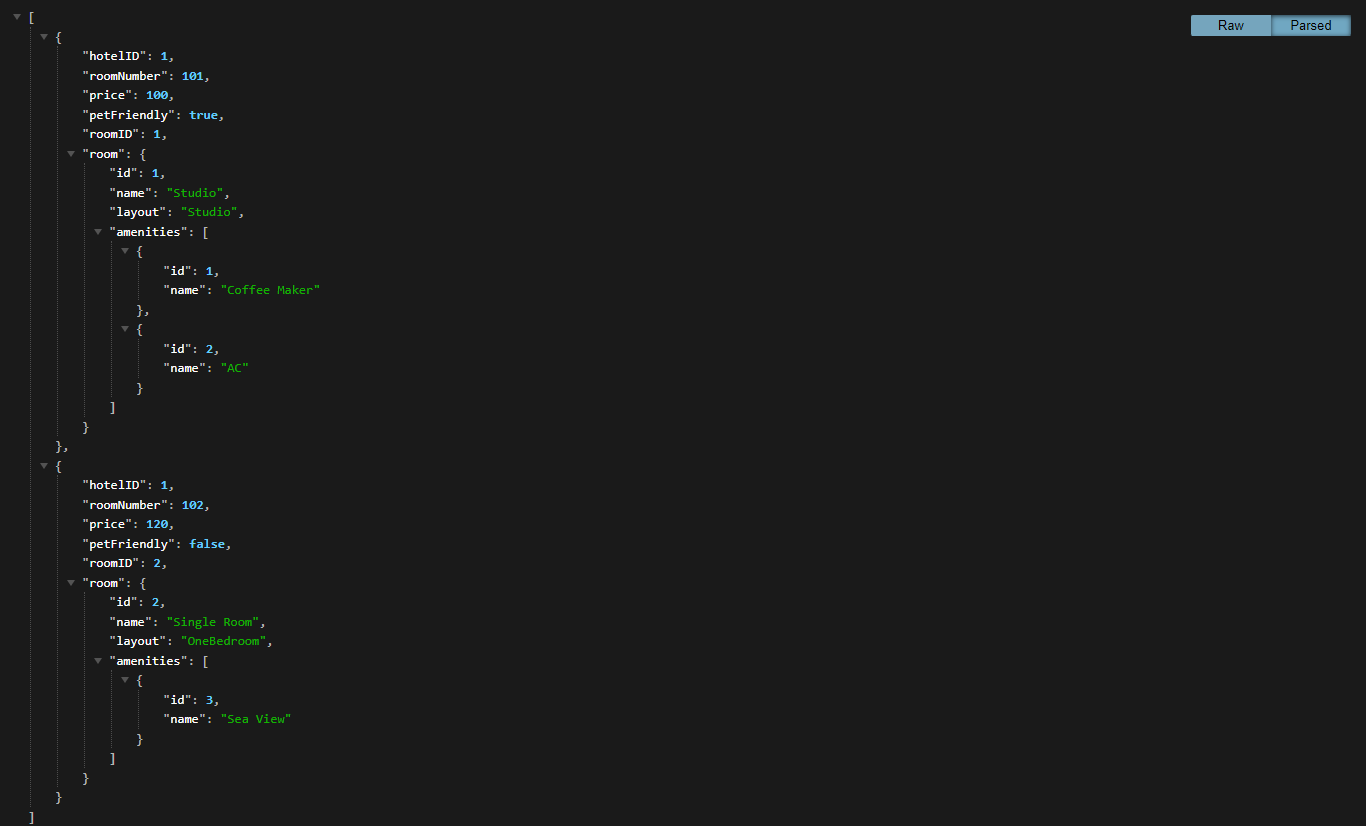 [
{
"hotelID": 1,
"roomNumber": 101,
"price": 100,
"petFriendly": true,
"roomID": 1,
"room": {
"id": 1,
"name": "Studio",
"layout": "Studio",
"amenities": [
{
"id": 1,
"name": "Coffee Maker"
},
{
"id": 2,
"name": "AC"
}
]
}
},
{
"hotelID": 1,
"roomNumber": 102,
"price": 120,
"petFriendly": false,
"roomID": 2,
"room": {
"id": 2,
"name": "Single Room",
"layout": "OneBedroom",
"amenities": [
{
"id": 3,
"name": "Sea View"
}
]
}
}
]
Raw
Parsed